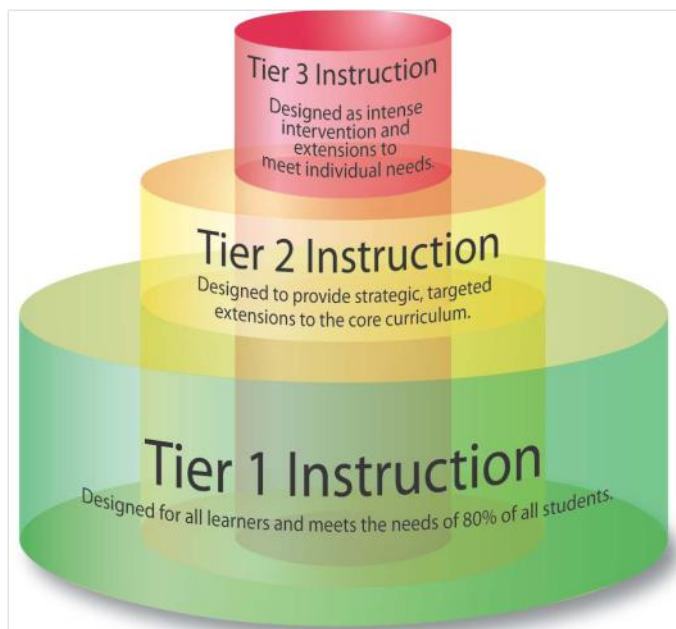 Tier 3 Instruction
Designed as intense
intervention and
extensions to
meet individual needs.
Tier 2 Instruction
Designed to provide strategic, targeted
extensions to the core curriculum.
Tier 1 Instruction
Designed for all learners and meets the needs of 80% of all students.